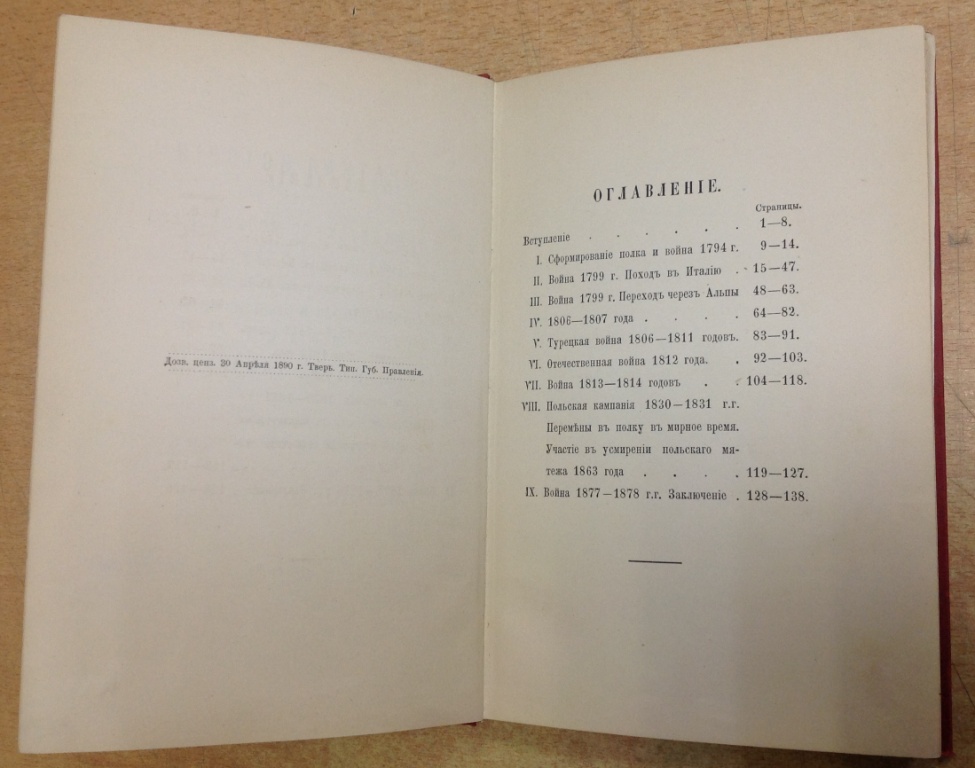 Дозв. ценз. 20 Апрѣля 1890 г. Тверь. Тип. Губ. Правленія.
ОГЛАВЛЕНІЕ.
Страницы.
Вступленіе . . . . . . 1—8.
I. Сформированіе полка и война 1794 г. 9—14.
II. Война 1799 г. Походъ въ Италію . 15—47.
III. Война 1799 г. Переходъ черезъ Альпы 48—63.
IV. 1806—1807 года . . . . 64—82.
V. Турецкая война 1806—1811 годовъ. 83—91.
VI. Отечественная война 1812 года. . 92—103.
VII. Война 1813—1814 годовъ . . 104—118.
VIII. Польская кампанія 1830—1831 г.г.
Перемѣны въ полку въ мирное время.
Участіе въ усмиреніи польскаго мя-
тежа 1863 года . . . . 119—127.
IX. Война 1877—1878 г.г. Заключеніе . 128—138.